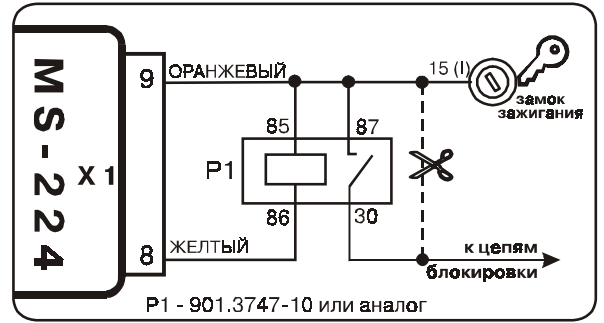 MS-224
X1
9
ОРАНЖЕВЫЙ
15 (I)
замок
зажигания
85
87
P1
86
30
8
ЖЕЛТЫЙ
к цепям
блокировки
P1 - 901.3747-10 или аналог